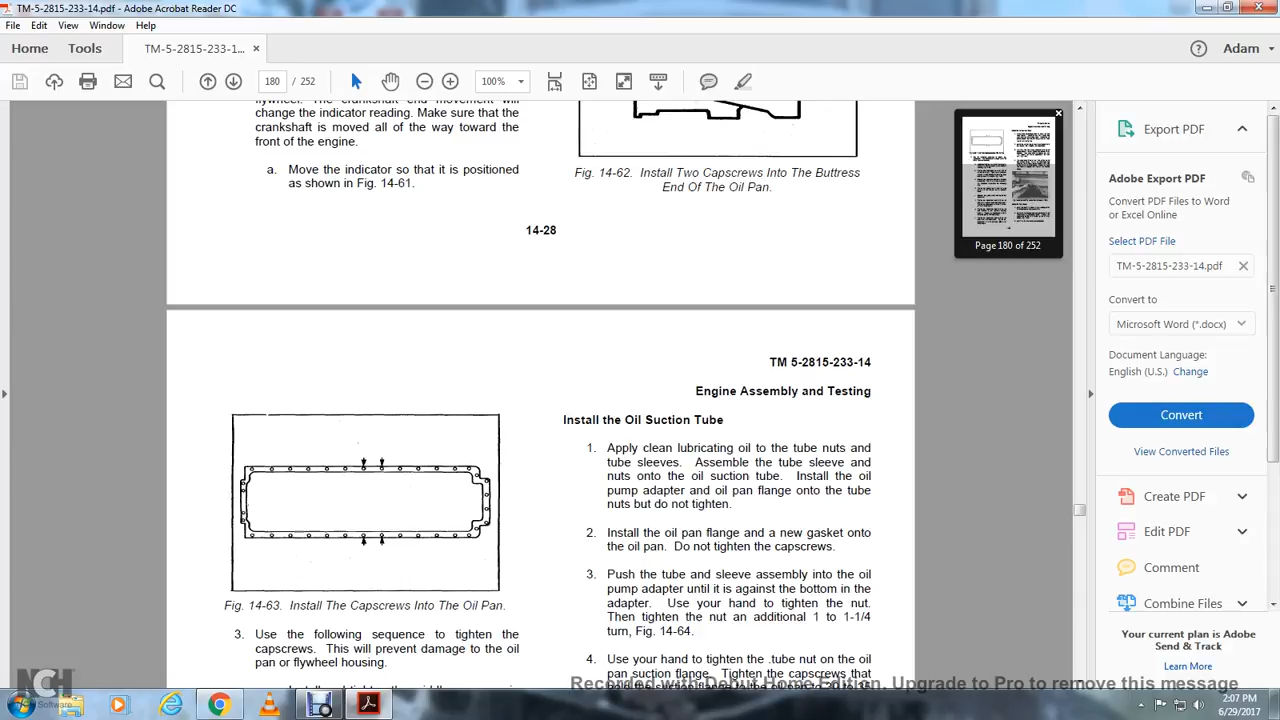 TM-5-2815-233-14.pdf - Adobe Acrobat Reader DC
File Edit View Window Help
Home Tools TM-5-2815-233-1... × Adam
180 / 252 100%
change the indicator reading. Make sure that the
crankshaft is moved all of the way toward the
front of the engine.
a. Move the indicator so that it is positioned
as shown in Fig. 14-61.
Fig. 14-62. Install Two Capscrews Into The Buttress
End Of The Oil Pan.
14-28
TM 5-2815-233-14
Engine Assembly and Testing
Fig. 14-63. Install The Capscrews Into The Oil Pan.
3. Use the following sequence to tighten the
capscrews. This will prevent damage to the oil
pan or flywheel housing.
Install the Oil Suction Tube
1. Apply clean lubricating oil to the tube nuts and
tube sleeves. Assemble the tube sleeve and
nuts onto the oil suction tube. Install the oil
pump adapter and oil pan flange onto the tube
nuts but do not tighten.
2. Install the oil pan flange and a new gasket onto
the oil pan. Do not tighten the capscrews.
3. Push the tube and sleeve assembly into the oil
pump adapter until it is against the bottom in the
adapter. Use your hand to tighten the nut.
Then tighten the nut an additional 1 to 1-1/4
turn, Fig. 14-64.
4. Use your hand to tighten the .tube nut on the oil
pan suction flange. Tighten the capscrews that
Page 180 of 252
Export PDF
Adobe Export PDF
Convert PDF Files to Word
or Excel Online
Select PDF File
TM-5-2815-233-14.pdf
Convert to
Microsoft Word (*.docx)
Document Language:
English (U.S.) Change
Convert
View Converted Files
Create PDF
Edit PDF
Comment
Combine Files
Your current plan is Adobe
Send & Track
Learn More
Recorded with Debut Home Edition. Upgrade to Pro to remove this message
NCH
Software
2:07 PM
6/29/2017